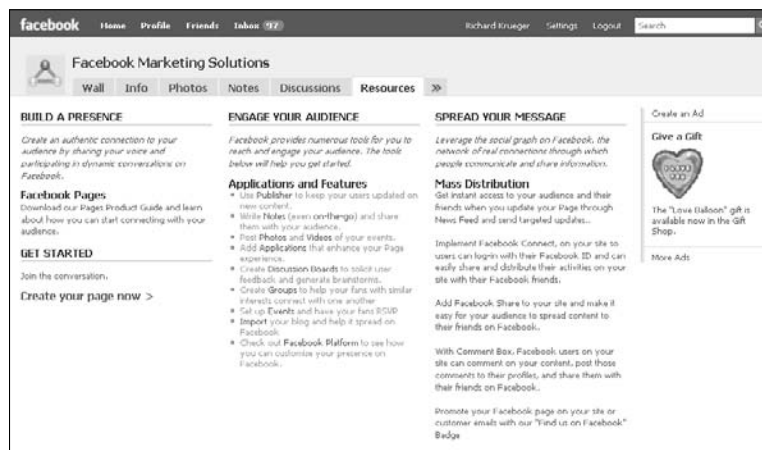 facebook Home Profile Friends Inbox 97 Richard Krueger Settings Logout Search
Facebook Marketing Solutions
Wall Info Photos Notes Discussions Resources »
BUILD A PRESENCE
Create an authentic connection to your
audience by sharing your voice and
participating in dynamic conversations on
Facebook.
Facebook Pages
Download our Pages Product Guide and learn
about how you can start connecting with your
audience.
GET STARTED
Join the conversation.
Create your page now >
ENGAGE YOUR AUDIENCE
Facebook provides numerous tools for you to
reach and engage your audience. The tools
below will help you get started.
Applications and Features
Use Publisher to keep your users updated on
new content.
Write Notes (even on-the-go) and share
them with your audience.
Post Photos and Videos of your events.
Add Applications that enhance your Page
experience.
Create Discussion Boards to solicit user
feedback and generate brainstorms.
Create Groups to help your fans with similar
interests connect with one another
Set up Events and have your fans RSVP
Import your blog and help it spread on
Facebook
Check out Facebook Platform to see how
you can customize your presence on
Facebook.
SPREAD YOUR MESSAGE
Leverage the social graph on Facebook, the
network of real connections through which
people communicate and share information.
Mass Distribution
Get instant access to your audience and their
friends when you update your Page through
News Feed and send targeted updates..
Implement Facebook Connect, on your site so
users can log-in with their Facebook ID and can
easily share and distribute their activities on your
site with their Facebook friends.
Add Facebook Share to your site and make it
easy for your audience to spread content to
their friends on Facebook.
With Comment Box, Facebook users on your
site can comment on your content, post those
comments to their profiles, and share them with
their friends on Facebook..
Promote your Facebook page on your site or
customer emails with our "Find us on Facebook"
Badge
Create an Ad
Give a Gift
The "Love Baloon" gift is
available now in the Gift
Shop.
More Ads